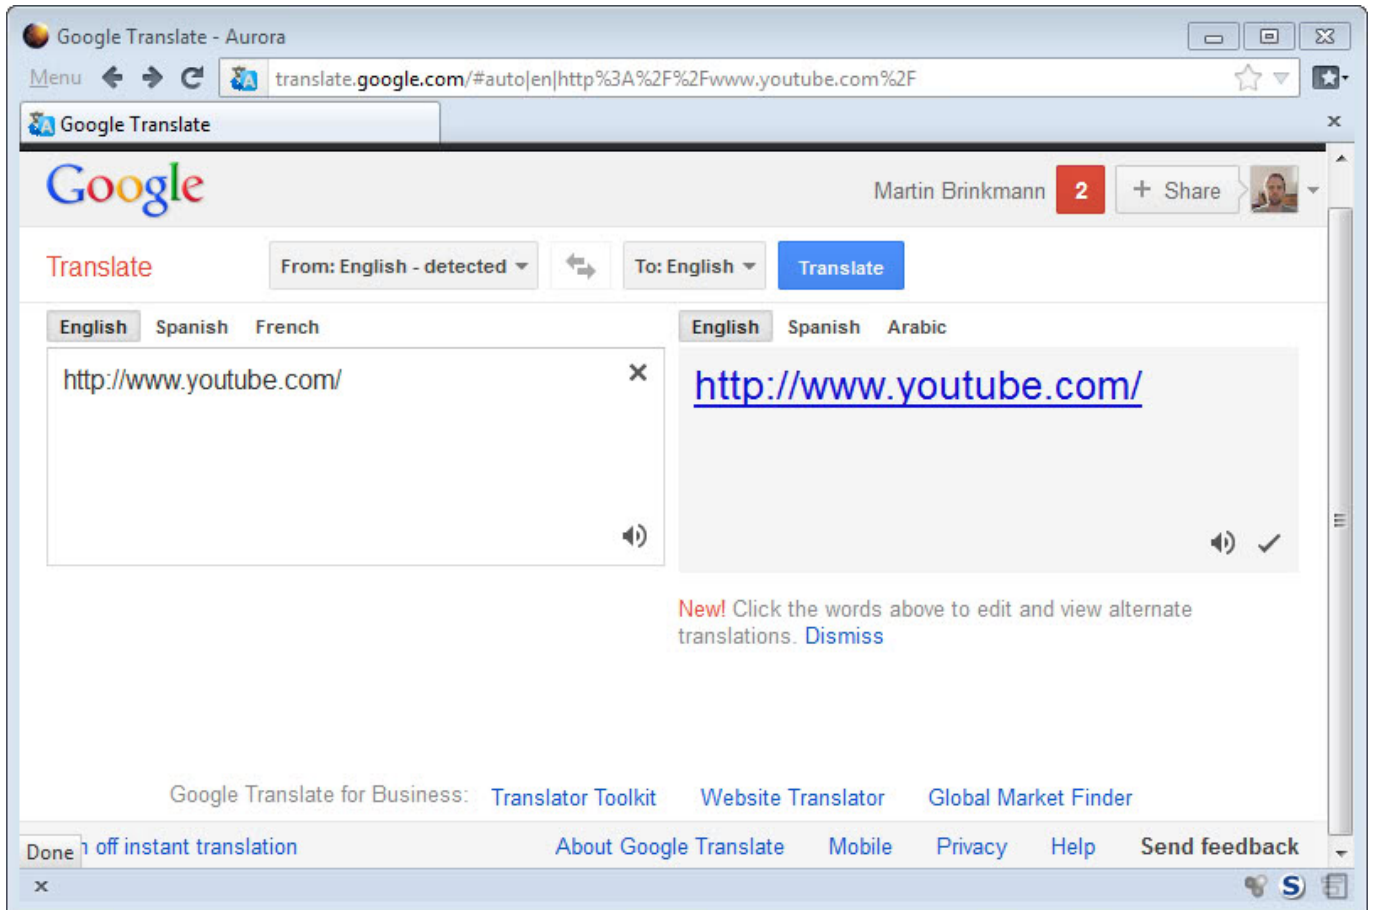 Google Translate - Aurora
Menu translate.google.com/#auto|en|http%3A%2F%2Fwww.youtube.com%2F
Google Translate
Google Martin Brinkmann 2 + Share
Translate From: English - detected To: English Translate
English Spanish French English Spanish Arabic
http://www.youtube.com/ http://www.youtube.com/
New! Click the words above to edit and view alternate
translations. Dismiss
Google Translate for Business: Translator Toolkit Website Translator Global Market Finder
Done off instant translation About Google Translate Mobile Privacy Help Send feedback
S